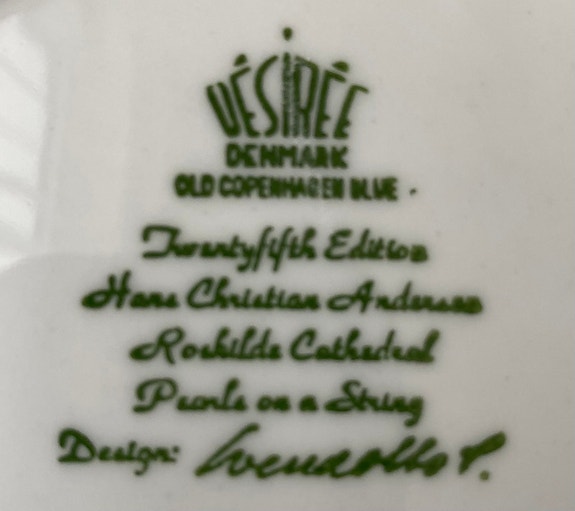 DÉSIRÉE
DENMARK
OLD COPENHAGEN BLUE
Twentyfifth Edition
Hans Christian Andersen
Roskilde Cathedral
Pearls on a String
Design: